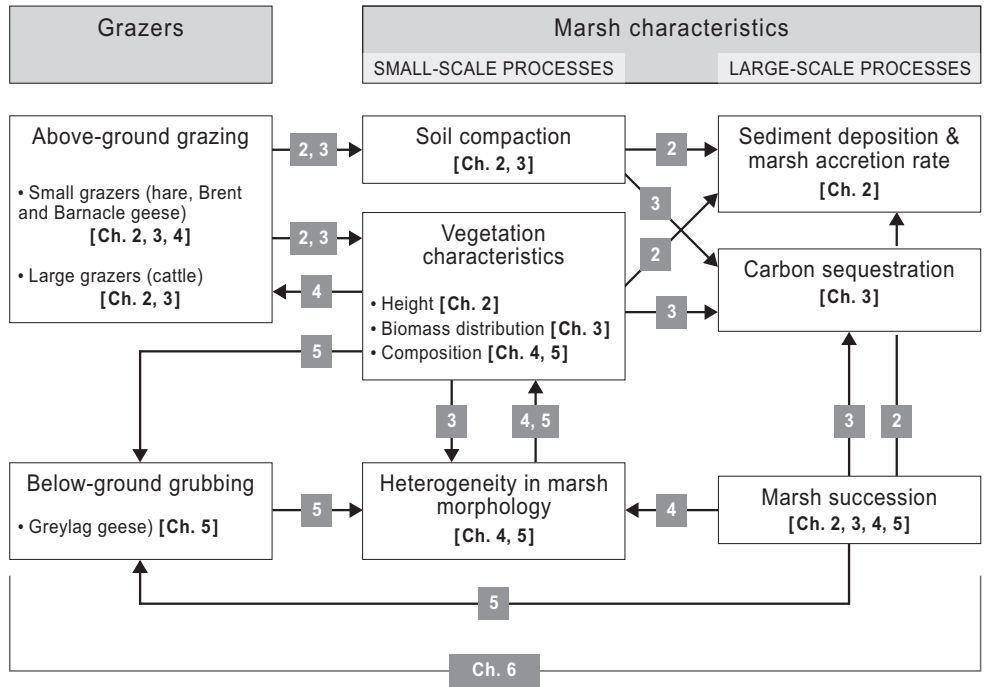 Grazers
Marsh characteristics
SMALL-SCALE PROCESSES
LARGE-SCALE PROCESSES
Above-ground grazing
• Small grazers (hare, Brent
and Barnacle geese)
[Ch. 2, 3, 4]
• Large grazers (cattle)
[Ch. 2, 3]
2, 3
2, 3
4
5
Soil compaction
[Ch. 2, 3]
Vegetation
characteristics
• Height [Ch. 2]
• Biomass distribution [Ch. 3]
• Composition [Ch. 4, 5]
2
3
2
3
Sediment deposition &
marsh accretion rate
[Ch. 2]
Carbon sequestration
[Ch. 3]
3
4, 5
3
2
Below-ground grubbing
• Greylag geese) [Ch. 5]
5
Heterogeneity in marsh
morphology
[Ch. 4, 5]
4
Marsh succession
[Ch. 2, 3, 4, 5]
5
Ch. 6